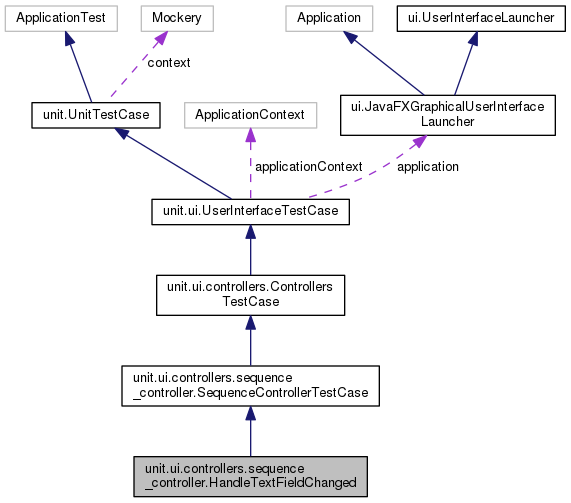 ApplicationTest
Mockery
Application
ui.UserInterfaceLauncher
context
unit.UnitTestCase
ApplicationContext
ui.JavaFXGraphicalUserInterface
Launcher
applicationContext
application
unit.ui.UserInterfaceTestCase
unit.ui.controllers.Controllers
TestCase
unit.ui.controllers.sequence
_controller.SequenceControllerTestCase
unit.ui.controllers.sequence
_controller.HandleTextFieldChanged